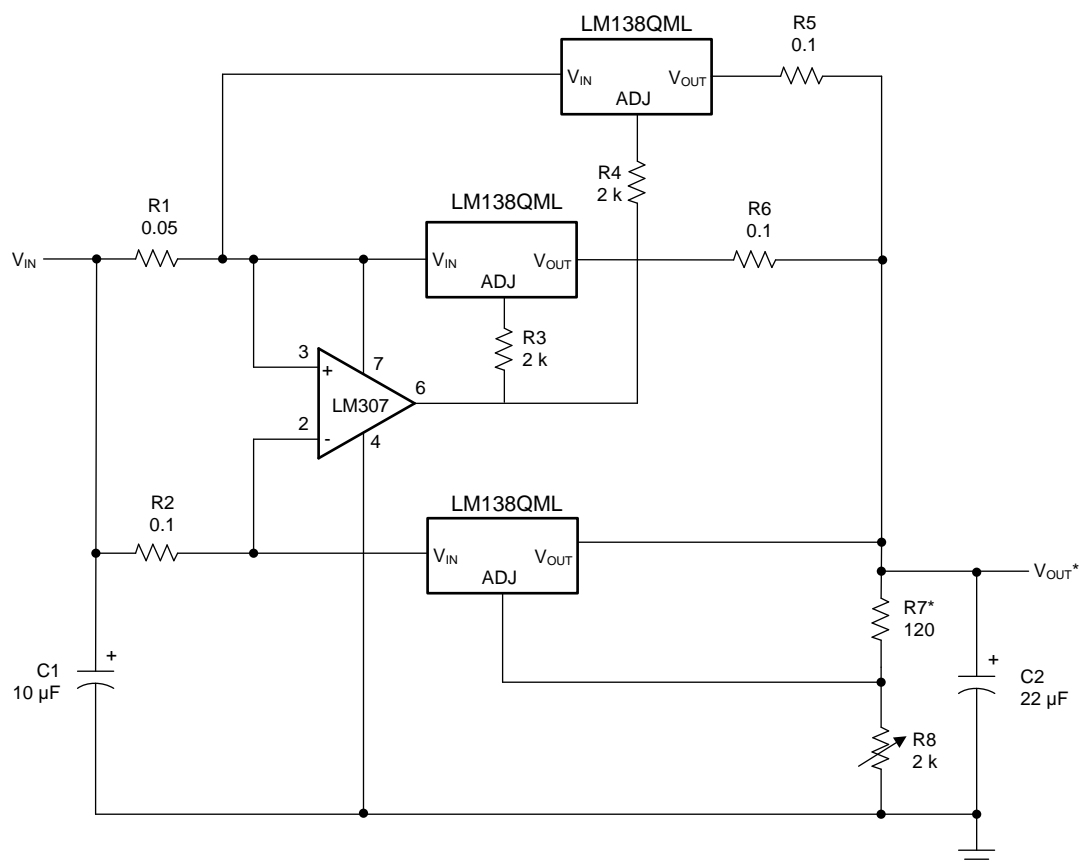 LM138QML
R5
0.1
VIN
VOUT
ADJ
R4
2 k
LM138QML
R6
0.1
R1
0.05
VIN
VIN
VOUT
ADJ
R3
2 k
3
+
7
LM307
6
2
-
4
LM138QML
R2
0.1
VIN
VOUT
ADJ
VOUT*
R7*
120
C1
10 µF
+
+
C2
22 µF
R8
2 k